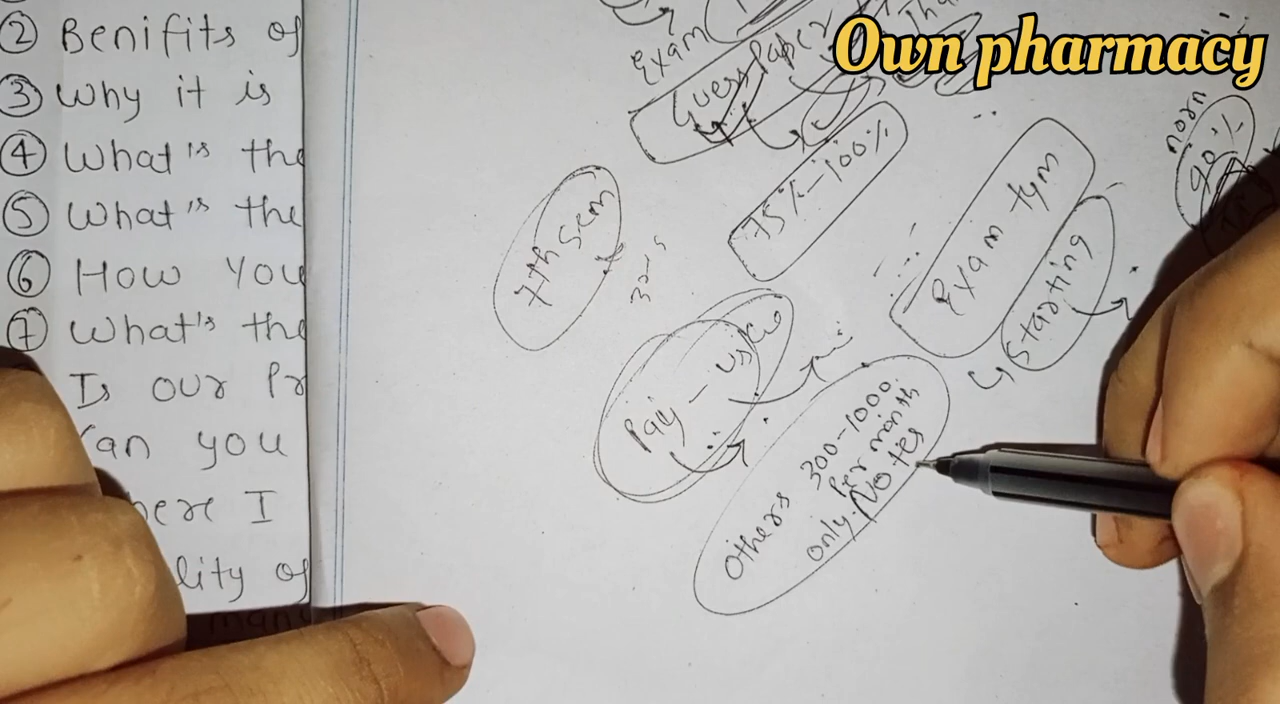 Own pharmacy
② Benifits of
③ Why it is
④ What's the
⑤ What's the
⑥ How You
⑦ What's the
Is our Pr
an you
ere I
lity of
Exam
Guess Paper
75%-100%
7th sem
Exam tym
Starting
90%
Pay -
Others 300-1000
Per month
only. Notes